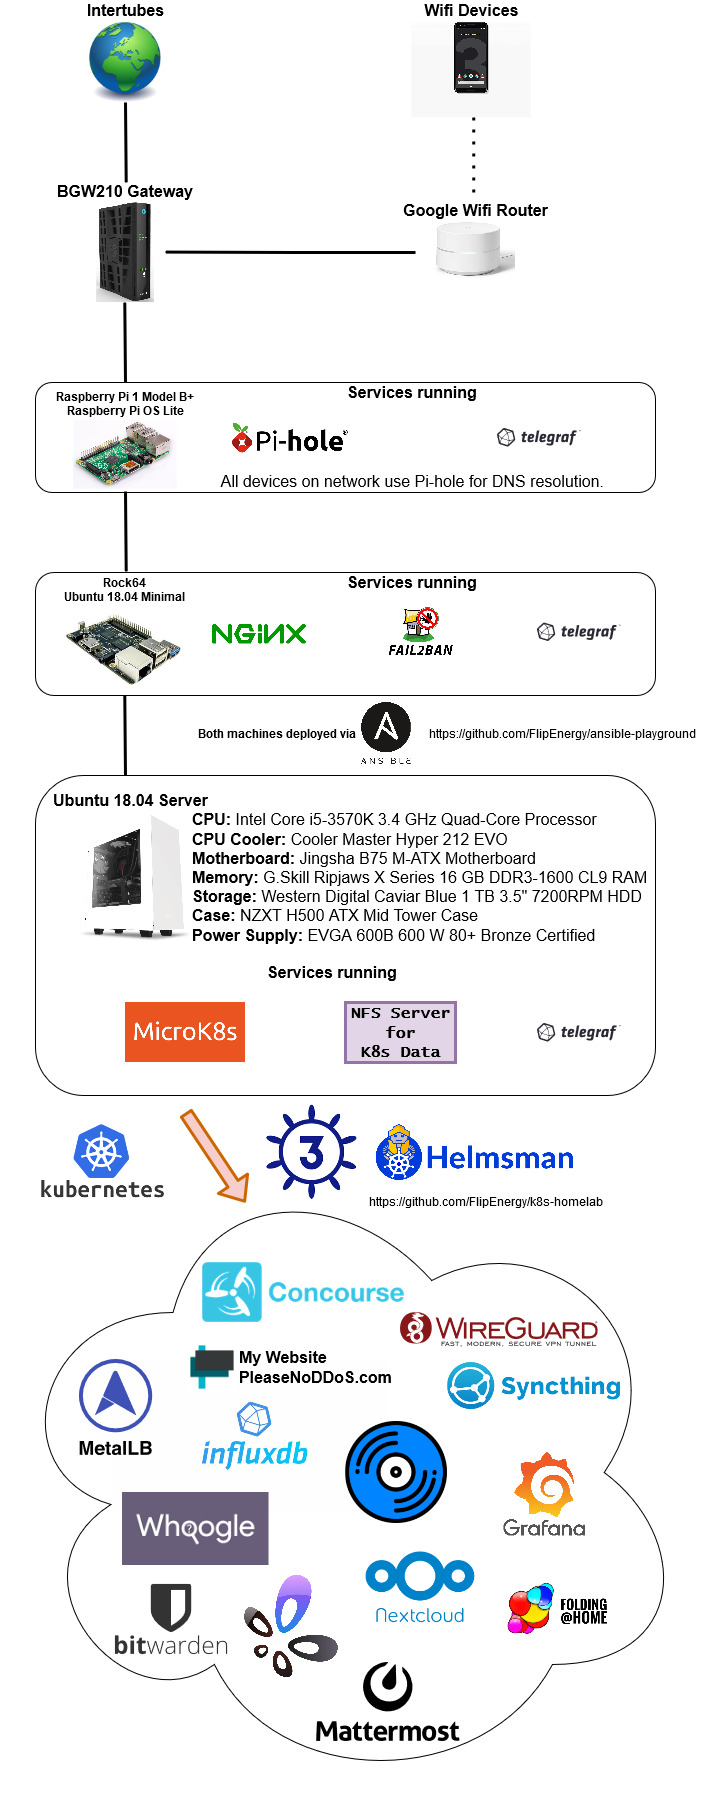 Intertubes
Wifi Devices
BGW210 Gateway
Google Wifi Router
Raspberry Pi 1 Model B+
Raspberry Pi OS Lite
Services running
Pi-hole®
telegraf
All devices on network use Pi-hole for DNS resolution.
Rock64
Ubuntu 18.04 Minimal
Services running
NGINX
FAIL2BAN
telegraf
Both machines deployed via
ANSIBLE
https://github.com/FlipEnergy/ansible-playground
Ubuntu 18.04 Server
CPU: Intel Core i5-3570K 3.4 GHz Quad-Core Processor
CPU Cooler: Cooler Master Hyper 212 EVO
Motherboard: Jingsha B75 M-ATX Motherboard
Memory: G.Skill Ripjaws X Series 16 GB DDR3-1600 CL9 RAM
Storage: Western Digital Caviar Blue 1 TB 3.5" 7200RPM HDD
Case: NZXT H500 ATX Mid Tower Case
Power Supply: EVGA 600B 600 W 80+ Bronze Certified
Services running
MicroK8s
NFS Server
for
K8s Data
telegraf
kubernetes
3
Helmsman
https://github.com/FlipEnergy/k8s-homelab
Concourse
WIREGUARD
FAST, MODERN, SECURE VPN TUNNEL
My Website
PleaseNoDDoS.com
Syncthing
MetalLB
influxdb
Grafana
Whoogle
Nextcloud
FOLDING
@HOME
bitwarden
Mattermost